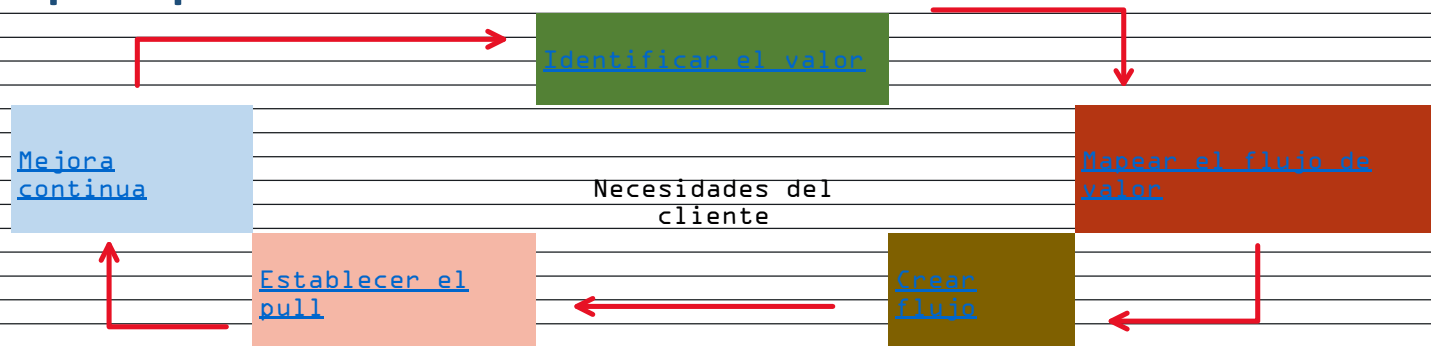 Identificar el valor
Mapear el flujo de
valor
Mejora
continua
Necesidades del
cliente
Crear
flujo
Establecer el
pull